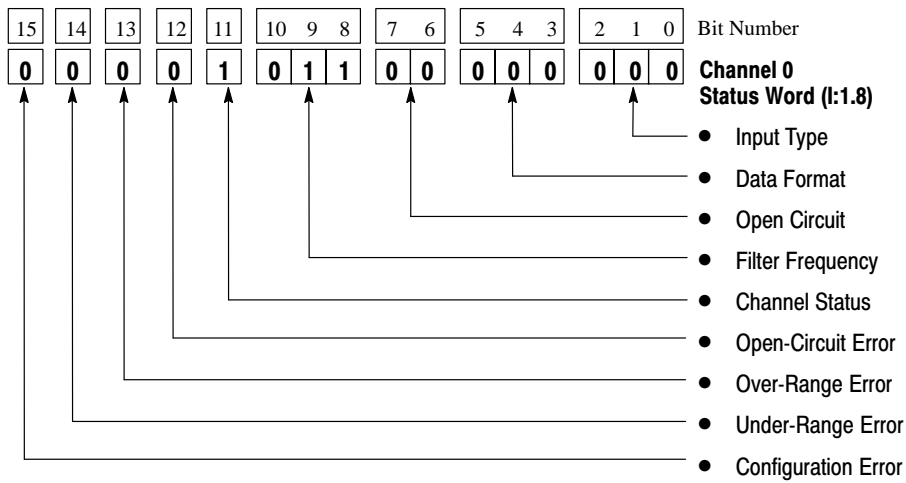 15 14 13 12 11 10 9 8 7 6 5 4 3 2 1 0 Bit Number
0 0 0 0 1 0 1 1 0 0 0 0 0 0 0 0 Channel 0
Status Word (I:1.8)
● Input Type
● Data Format
● Open Circuit
● Filter Frequency
● Channel Status
● Open-Circuit Error
● Over-Range Error
● Under-Range Error
● Configuration Error